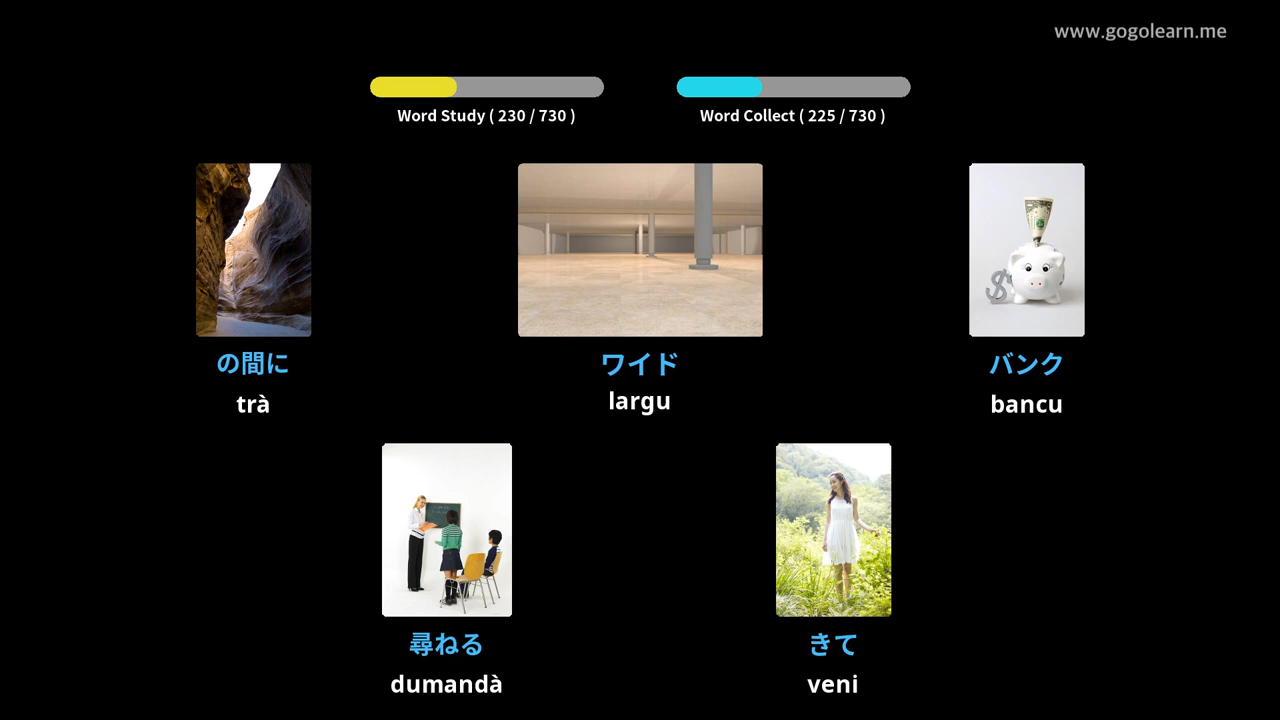 www.gogolearn.me
Word Study ( 230 / 730 )
Word Collect ( 225 / 730 )
の間に
trà
ワイド
largu
バンク
bancu
尋ねる
dumandà
きて
veni